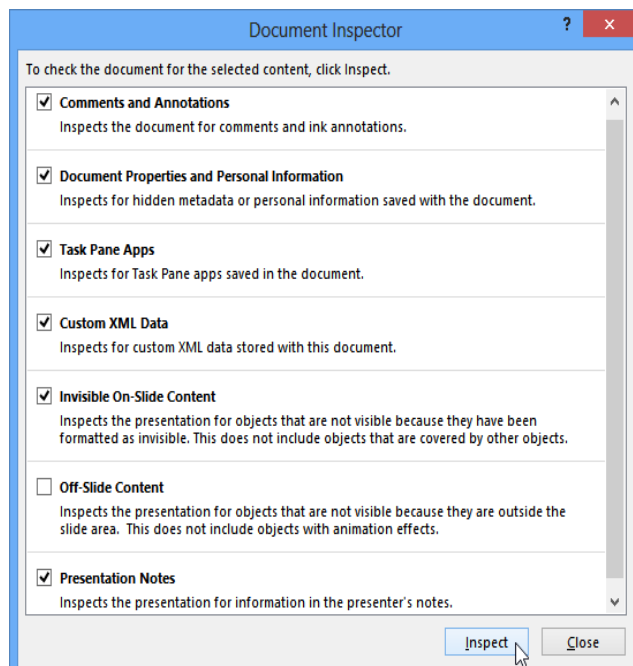 Document Inspector
?
To check the document for the selected content, click Inspect.
Comments and Annotations
Inspects the document for comments and ink annotations.
Document Properties and Personal Information
Inspects for hidden metadata or personal information saved with the document.
Task Pane Apps
Inspects for Task Pane apps saved in the document.
Custom XML Data
Inspects for custom XML data stored with this document.
Invisible On-Slide Content
Inspects the presentation for objects that are not visible because they have been
formatted as invisible. This does not include objects that are covered by other objects.
Off-Slide Content
Inspects the presentation for objects that are not visible because they are outside the
slide area.  This does not include objects with animation effects.
Presentation Notes
Inspects the presentation for information in the presenter's notes.
Inspect
Close